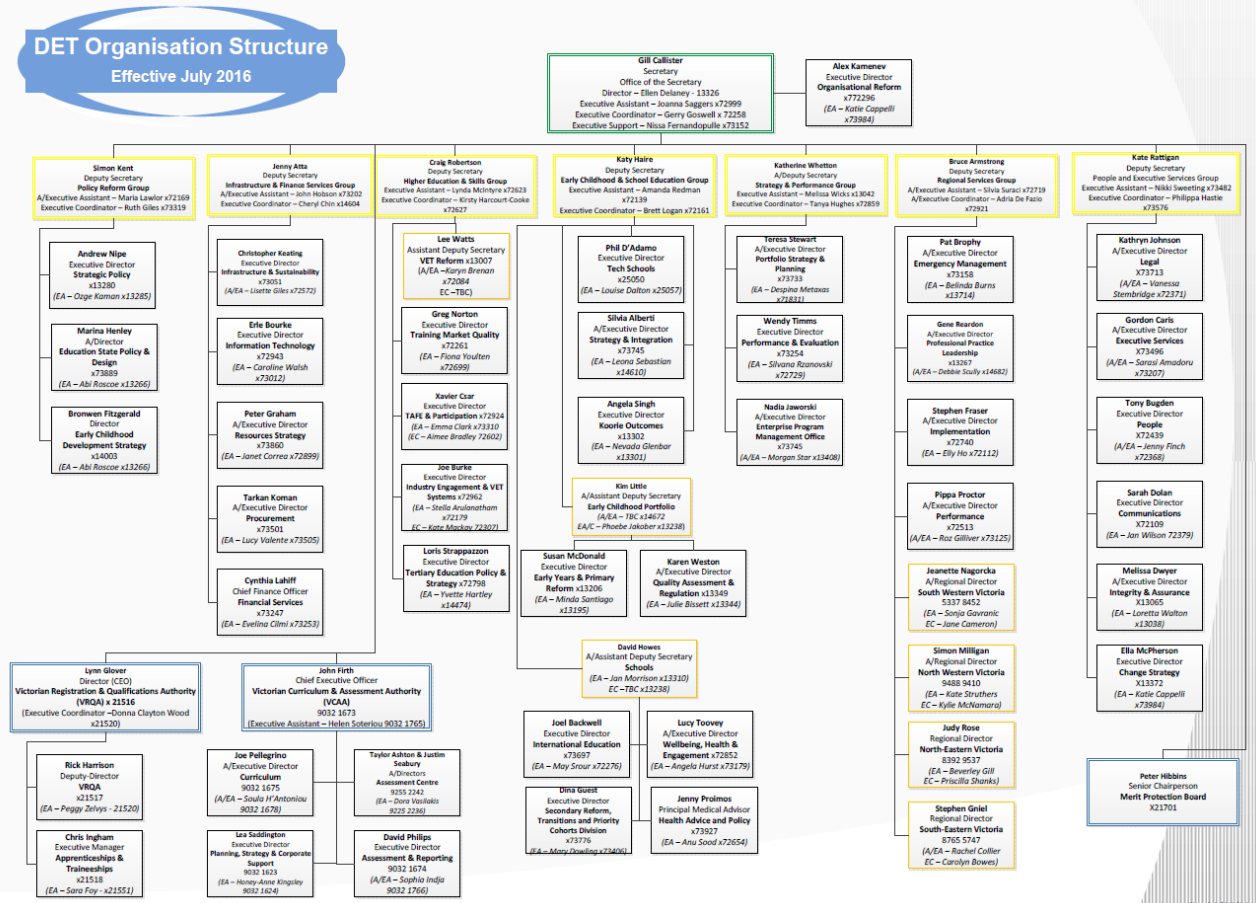 DET Organisation Structure
Effective July 2016
Gill Callister
Secretary
Office of the Secretary
Director – Ellen Delaney - 13326
Executive Assistant – Joanna Saggers x72999
Executive Coordinator – Gerry Goswell x 72258
Executive Support – Nissa Fernandopulle x73152
Alex Kamenev
Executive Director
Organisational Reform
x772296
(EA – Katie Cappelli
x73984)
Simon Kent
Deputy Secretary
Policy Reform Group
A/Executive Assistant – Maria Lawlor x72169
Executive Coordinator – Ruth Giles x73319
Jenny Atta
Deputy Secretary
Infrastructure & Finance Services Group
A/Executive Assistant – John Hobson x73202
Executive Coordinator – Cheryl Chin x14604
Craig Robertson
Deputy Secretary
Higher Education & Skills Group
Executive Assistant – Lynda McIntyre x72623
Executive Coordinator – Kirsty Harcourt-Cooke
x72627
Katy Haire
Deputy Secretary
Early Childhood & School Education Group
Executive Assistant – Amanda Redman
x72139
Executive Coordinator – Brett Logan x72161
Katherine Whetton
A/Deputy Secretary
Strategy & Performance Group
Executive Assistant – Melissa Wicks x13042
Executive Coordinator – Tanya Hughes x72859
Bruce Armstrong
Deputy Secretary
Regional Services Group
A/Executive Assistant – Silvia Suraci x72719
A/Executive Coordinator – Adria De Fazio
x72921
Kate Rattigan
Deputy Secretary
People and Executive Services Group
Executive Assistant – Nikki Sweeting x73482
Executive Coordinator – Philippa Hastie
x73576
Andrew Nipe
Executive Director
Strategic Policy
x13280
(EA – Ozge Kaman x13285)
Marina Henley
A/Director
Education State Policy &
Design
x73889
(EA – Abi Roscoe x13266)
Bronwen Fitzgerald
Director
Early Childhood
Development Strategy
x14003
(EA – Abi Roscoe x13266)
Christopher Keating
Executive Director
Infrastructure & Sustainability
x73051
(A/EA – Lisette Giles x72572)
Erle Bourke
Executive Director
Information Technology
x72943
(EA – Caroline Walsh
x73012)
Peter Graham
A/Executive Director
Resources Strategy
x73860
(EA – Janet Correa x72899)
Tarkan Koman
A/Executive Director
Procurement
x73501
(EA – Lucy Valente x73505)
Cynthia Lahiff
Chief Finance Officer
Financial Services
x73247
(EA – Evelina Cilmi x73253)
Lee Watts
Assistant Deputy Secretary
VET Reform x13007
(A/EA –Karyn Brenan
x72084
EC –TBC)
Greg Norton
Executive Director
Training Market Quality
x72261
(EA – Fiona Youlten
x72699)
Xavier Csar
Executive Director
TAFE & Participation x72924
(EA – Emma Clark x73310
(EC – Aimee Bradley 72602)
Joe Burke
Executive Director
Industry Engagement & VET
Systems x72962
(EA – Stella Arulanatham
x72179
EC – Kate Mackay 72307)
Loris Strappazzon
Executive Director
Tertiary Education Policy &
Strategy x72798
(EA – Yvette Hartley
x14474)
Phil D'Adamo
Executive Director
Tech Schools
x25050
(EA – Louise Dalton x25057)
Silvia Alberti
A/Executive Director
Strategy & Integration
x73745
(EA – Leona Sebastian
x14610)
Angela Singh
Executive Director
Koorie Outcomes
x13302
(EA – Nevada Glenbar
x13301)
Kim Little
A/Assistant Deputy Secretary
Early Childhood Portfolio
(A/EA – TBC x14672
EA/C – Phoebe Jakober x13238)
Susan McDonald
Executive Director
Early Years & Primary
Reform x13206
(EA – Minda Santiago
x13195)
Karen Weston
A/Executive Director
Quality Assessment &
Regulation x13349
(EA – Julie Bissett x13344)
David Howes
A/Assistant Deputy Secretary
Schools
(EA – Jan Morrison x13310)
EC –TBC x13238)
Joel Backwell
Executive Director
International Education
x73697
(EA – May Srour x72276)
Lucy Toovey
A/Executive Director
Wellbeing, Health &
Engagement x72852
(EA – Angela Hurst x73179)
Dina Guest
Executive Director
Secondary Reform,
Transitions and Priority
Cohorts Division
x73776
(EA – Mary Dowling x73406)
Jenny Proimos
Principal Medical Advisor
Health Advice and Policy
x73927
(EA – Anu Sood x72654)
Teresa Stewart
Executive Director
Portfolio Strategy &
Planning
x73733
(EA – Despina Metaxas
x71831)
Wendy Timms
Executive Director
Performance & Evaluation
x73254
(EA – Silvana Rzanovski
x72729)
Nadia Jaworski
A/Executive Director
Enterprise Program
Management Office
x73745
(A/EA – Morgan Star x13408)
Pat Brophy
A/Executive Director
Emergency Management
x73158
(EA – Belinda Burns
x13714)
Gene Reardon
A/Executive Director
Professional Practice
Leadership
x13267
(A/EA – Debbie Scully x14682)
Stephen Fraser
A/Executive Director
Implementation
x72740
(EA – Elly Ho x72112)
Pippa Proctor
A/Executive Director
Performance
x72513
(A/EA – Roz Gilliver x73125)
Jeanette Nagorcka
A/Regional Director
South Western Victoria
5337 8452
(EA – Sonja Gavranic
EC – Jane Cameron)
Simon Milligan
A/Regional Director
North Western Victoria
9488 9410
(EA – Kate Struthers
EC – Kylie McNamara)
Judy Rose
Regional Director
North-Eastern Victoria
8392 9537
(EA – Beverley Gill
EC – Priscilla Shanks)
Stephen Gniel
Regional Director
South-Eastern Victoria
8765 5747
(A/EA – Rachel Collier
EC – Carolyn Bowes)
Kathryn Johnson
A/Executive Director
Legal
X73713
(A/EA – Vanessa
Stembridge x72371)
Gordon Caris
A/Executive Director
Executive Services
X73496
(A/EA – Sarasi Amadoru
x73207)
Tony Bugden
Executive Director
People
X72439
(A/EA – Jenny Finch
x72368)
Sarah Dolan
Executive Director
Communications
X72109
(EA – Jan Wilson 72379)
Melissa Dwyer
A/Executive Director
Integrity & Assurance
X13065
(EA – Loretta Walton
x13038)
Ella McPherson
Executive Director
Change Strategy
X13372
(EA – Katie Cappelli
x73984)
Peter Hibbins
Senior Chairperson
Merit Protection Board
X21701
Lynn Glover
Director (CEO)
Victorian Registration & Qualifications Authority
(VRQA) x 21516
(Executive Coordinator –Donna Clayton Wood
x21520)
Rick Harrison
Deputy-Director
VRQA
x21517
(EA – Peggy Zelvys - 21520)
Chris Ingham
Executive Manager
Apprenticeships &
Traineeships
x21518
(EA – Sara Foy - x21551)
John Firth
Chief Executive Officer
Victorian Curriculum & Assessment Authority
(VCAA)
9032 1673
(Executive Assistant – Helen Soteriou 9032 1765)
Joe Pellegrino
A/Executive Director
Curriculum
9032 1675
(A/EA – Soula H'Antoniou
9032 1678)
Taylor Ashton & Justim
Seabury
A/Directors
Assessment Centre
9255 2242
(EA – Dora Vasilakis
9225 2236)
Lea Saddington
Executive Director
Planning, Strategy & Corporate
Support
9032 1623
(EA – Honey-Anne Kingsley
9032 1624)
David Philips
Executive Director
Assessment & Reporting
9032 1674
(A/EA – Sophia Indja
9032 1766)